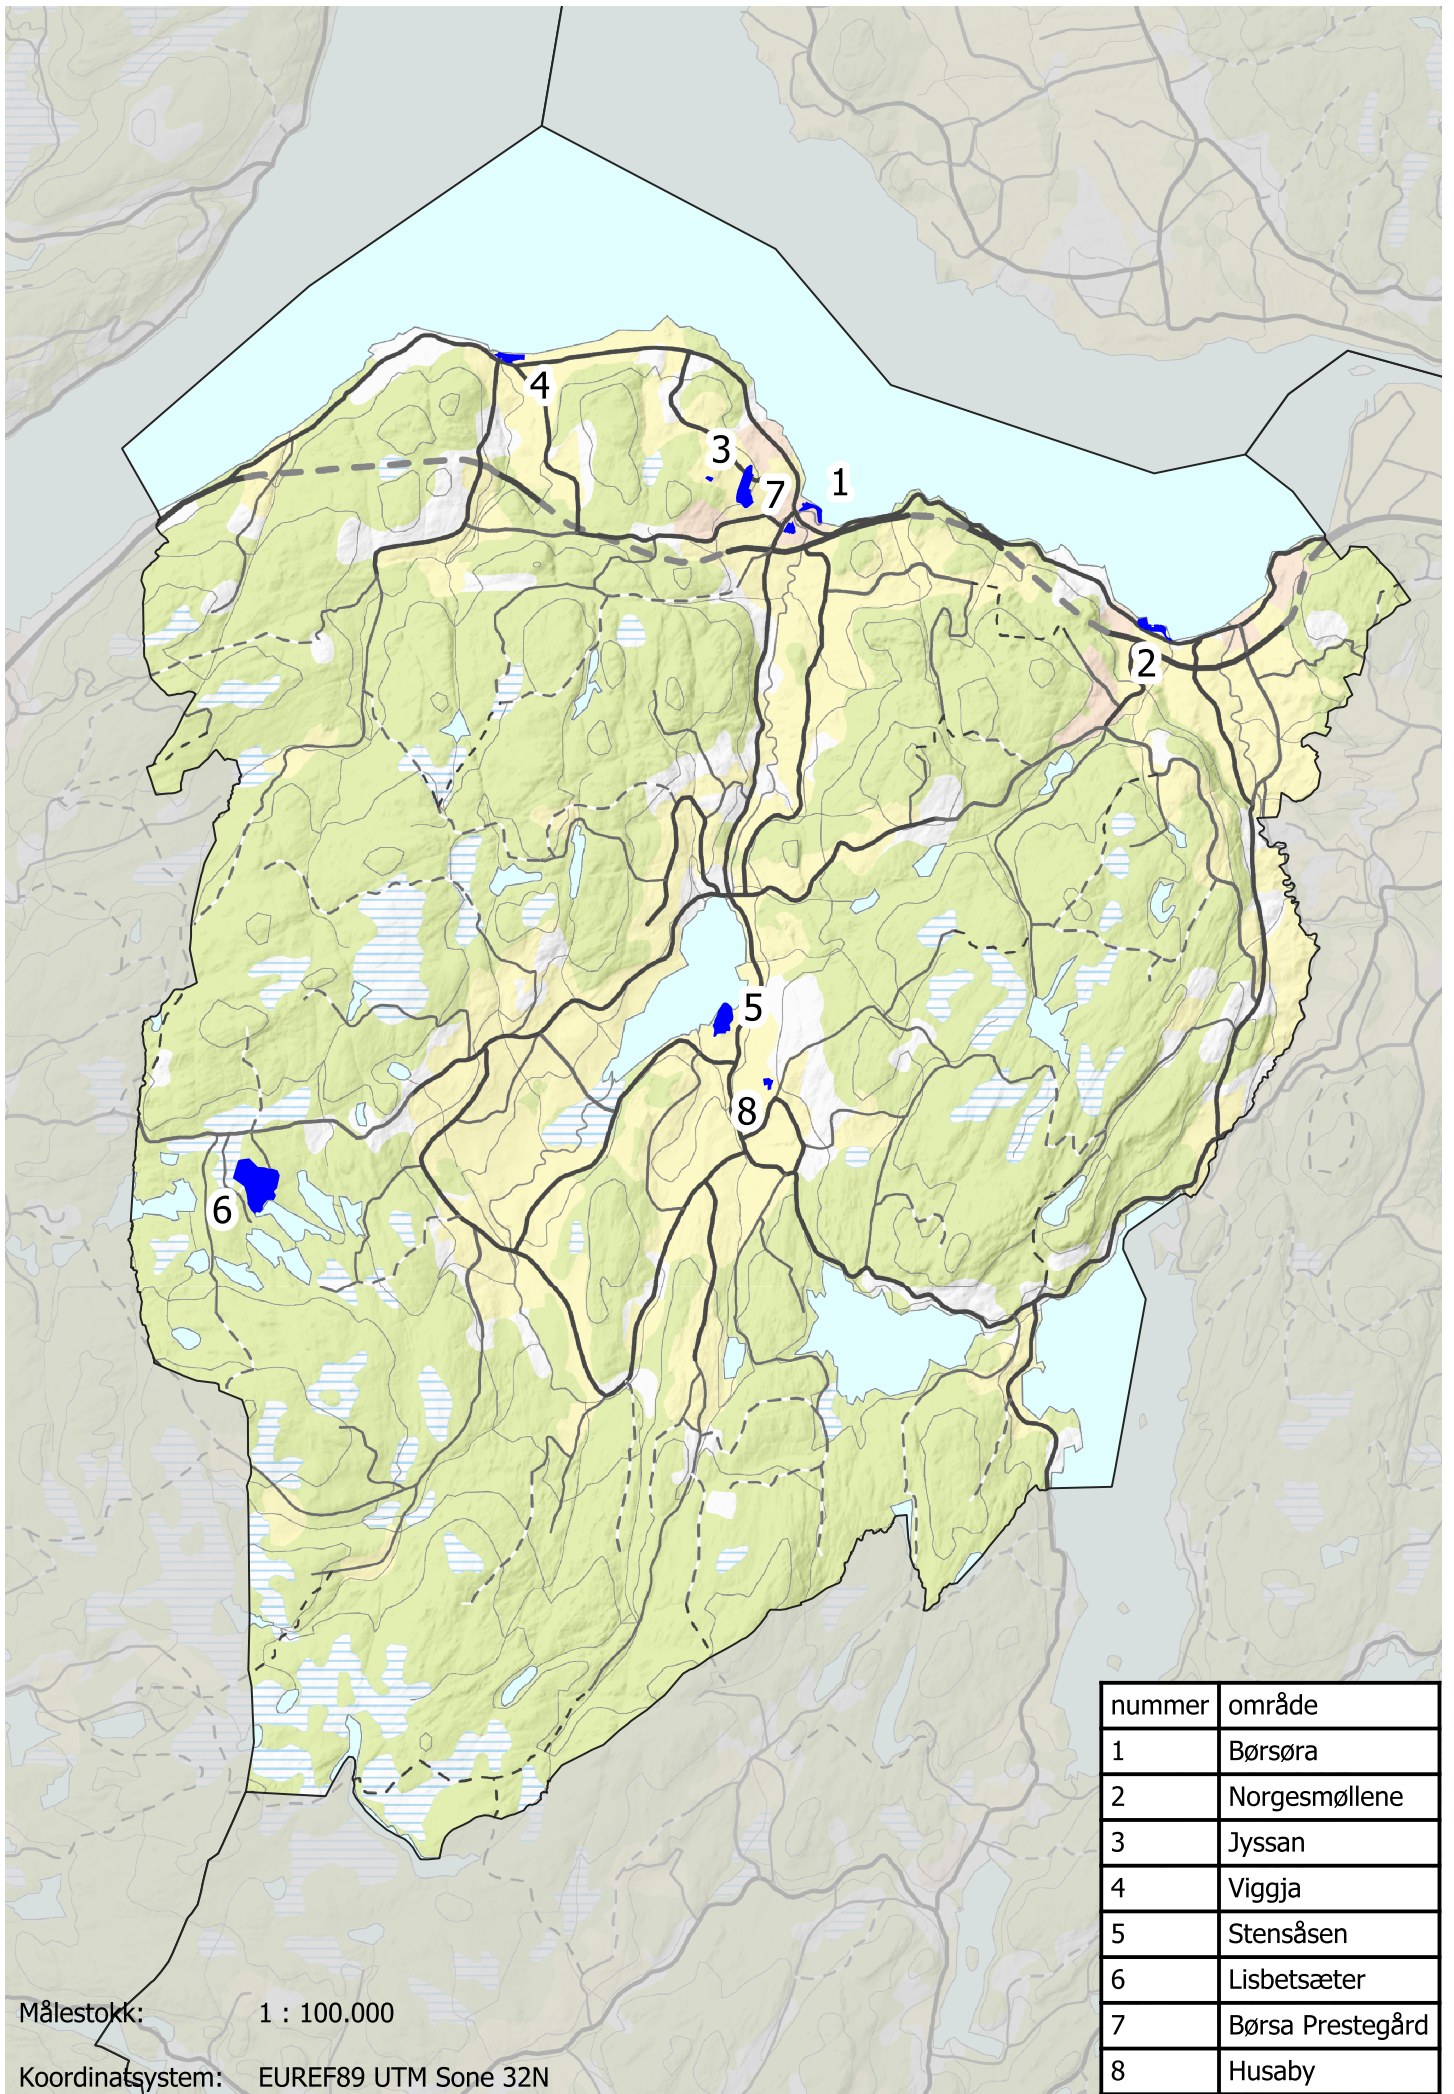 4
3
1
7
2
5
8
6
nummer område
1 Børsøra
2 Norgesmøllene
3 Jyssan
4 Viggja
5 Stensåsen
6 Lisbetsæter
7 Børsa Prestegård
8 Husaby
Målestokk: 1 : 100.000
Koordinatsystem: EUREF89 UTM Sone 32N